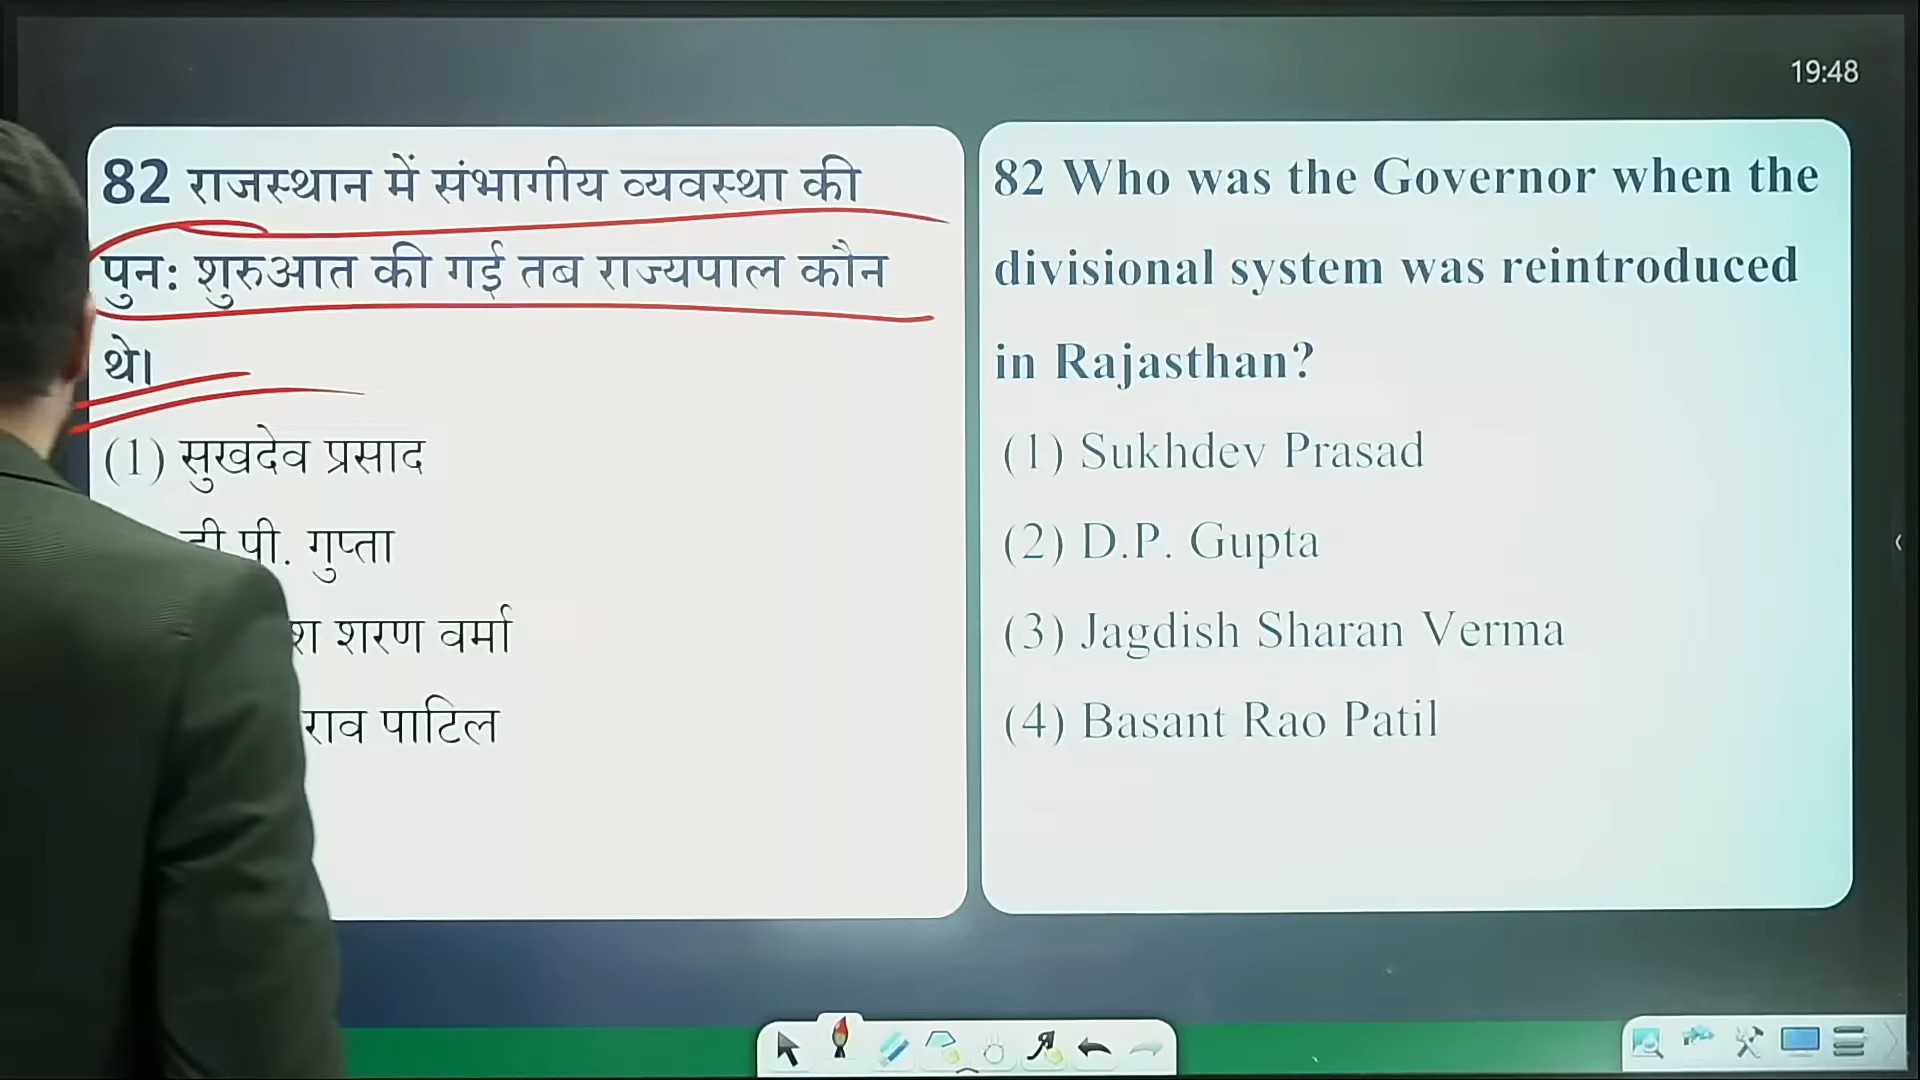 19:48
82 राजस्थान में संभागीय व्यवस्था की
पुनः शुरुआत की गई तब राज्यपाल कौन
थे।
(1) सुखदेव प्रसाद
पी. गुप्ता
शरण वर्मा
राव पाटिल
82 Who was the Governor when the
divisional system was reintroduced
in Rajasthan?
(1) Sukhdev Prasad
(2) D.P. Gupta
(3) Jagdish Sharan Verma
(4) Basant Rao Patil